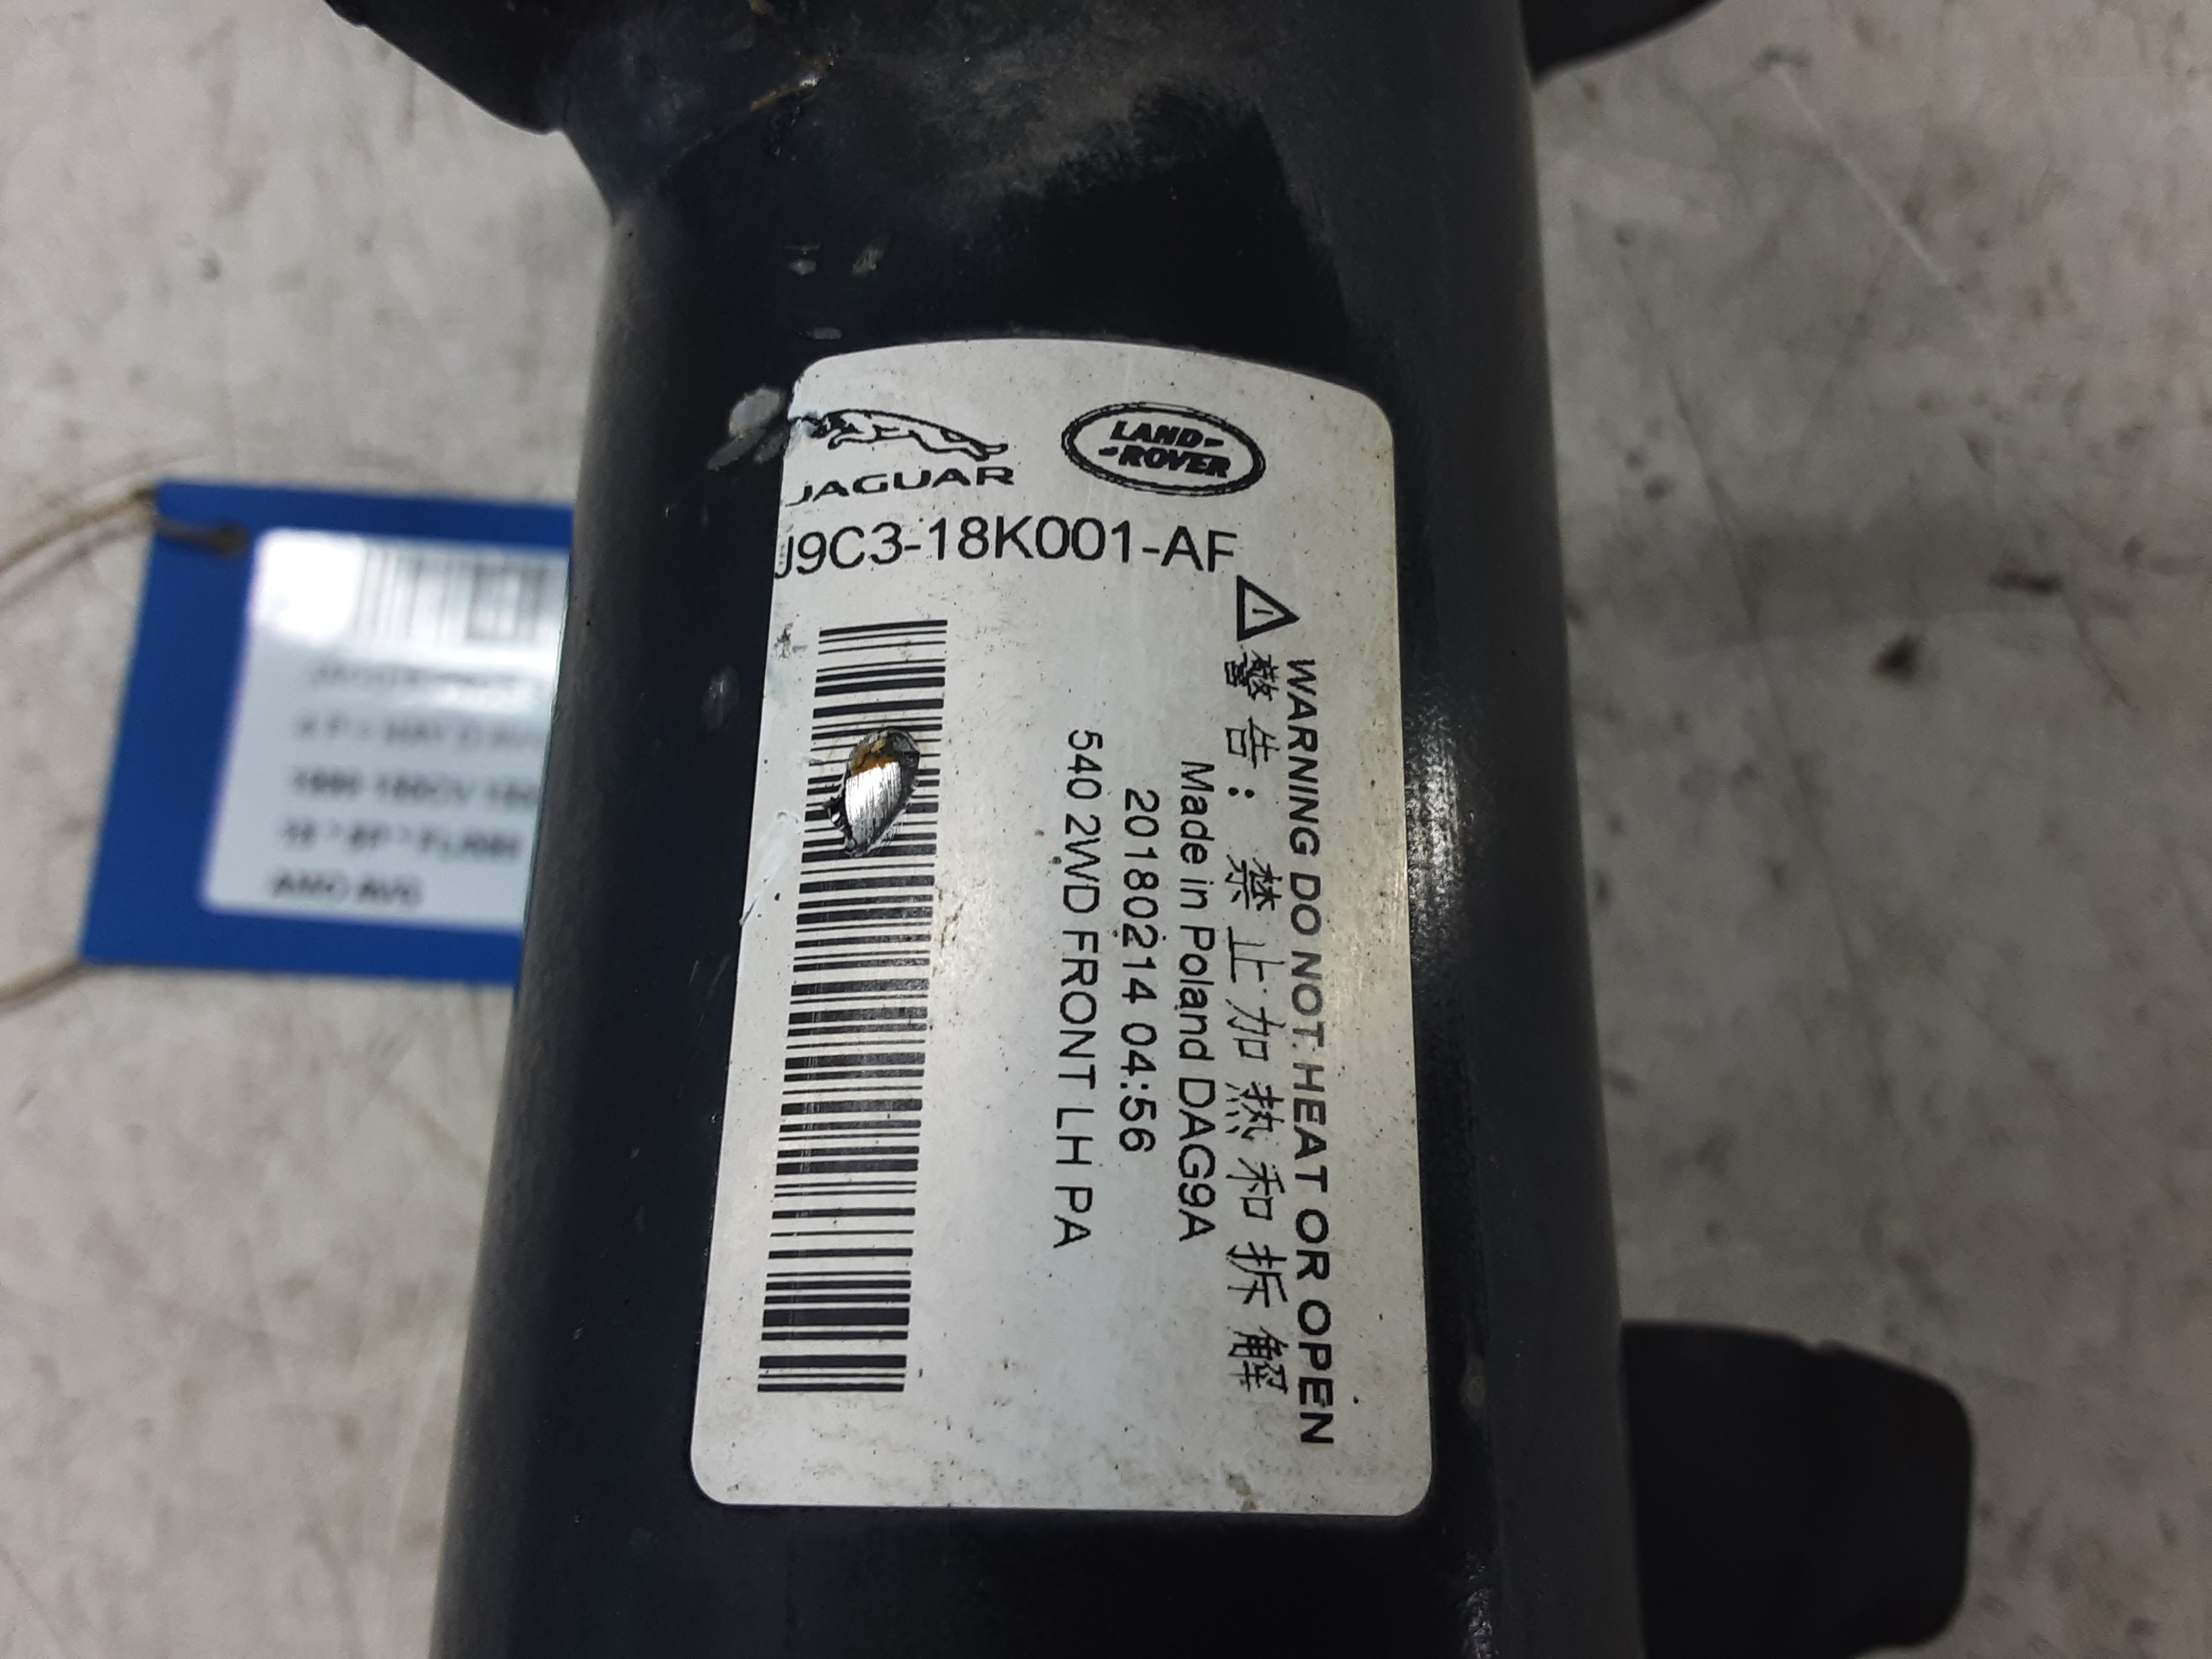 JAGUAR
LAND-
-ROVER
J9C3-18K001-AF
WARNING DO NOT HEAT OR OPEN
警告：禁止加热和拆解
Made in Poland DAG9A
20180214 04:56
540 2WD FRONT LH PA